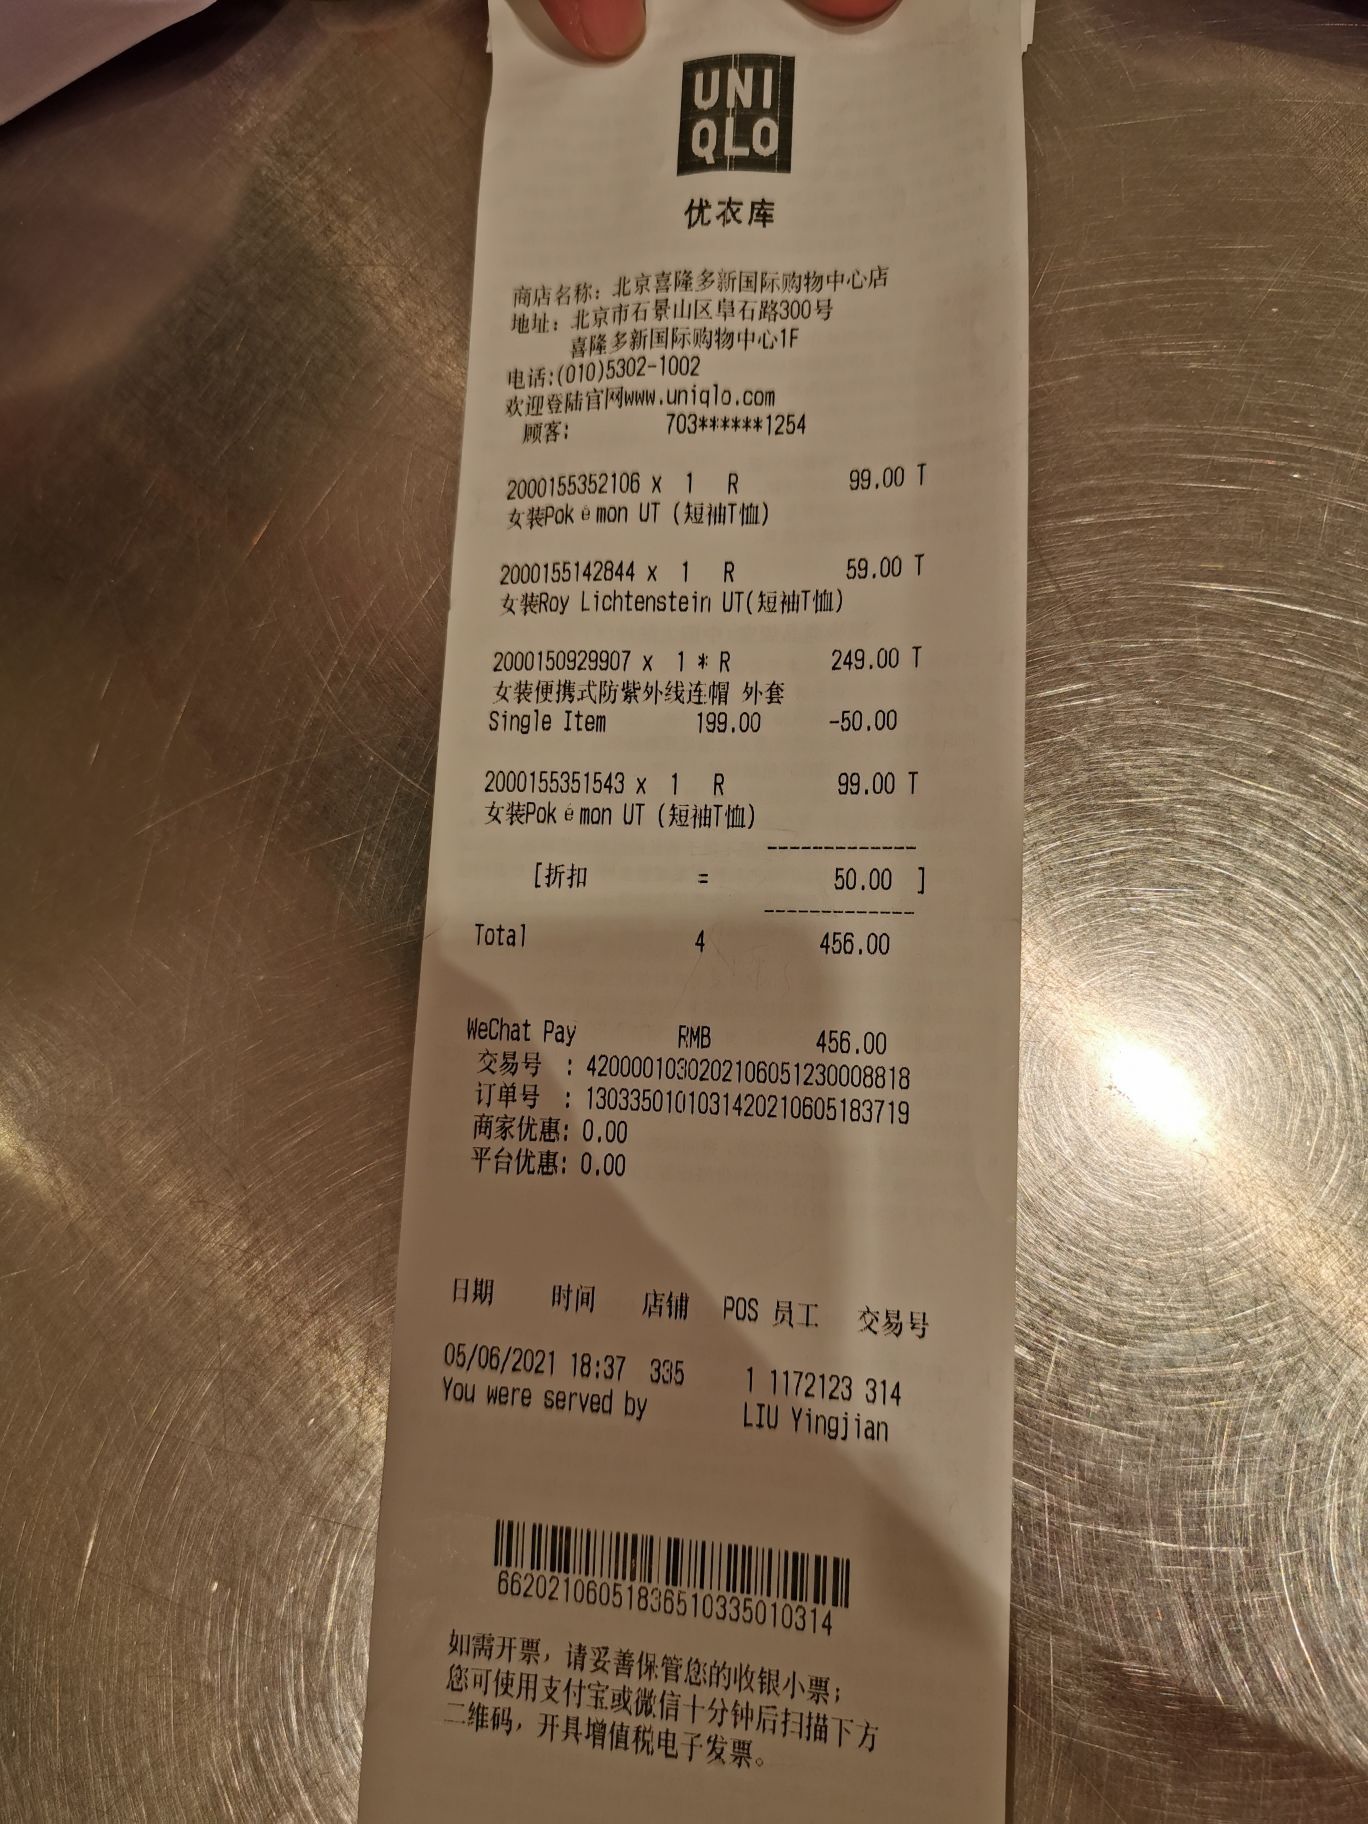 UNI
QLO
优衣库
商店名称：北京喜隆多新国际购物中心店
地址：北京市石景山区阜石路300号
喜隆多新国际购物中心1F
电话:(010)5302-1002
欢迎登陆官网www.uniqlo.com
顾客: 703******1254
2000155352106 x 1 R 99.00 T
女装Pokémon UT (短袖T恤)
2000155142844 x 1 R 59.00 T
女装Roy Lichtenstein UT(短袖T恤)
2000150929907 x 1 * R 249.00 T
女装便携式防紫外线连帽 外套
Single Item 199.00 -50.00
2000155351543 x 1 R 99.00 T
女装Pokémon UT (短袖T恤)
-------------
[折扣 = 50.00 ]
-------------
Total 4 456.00
WeChat Pay RMB 456.00
交易号 : 4200001030202106051230008818
订单号 : 1303350101031420210605183719
商家优惠: 0.00
平台优惠: 0.00
日期 时间 店铺 POS 员工 交易号
05/06/2021 18:37 335 1 1172123 314
You were served by LIU Yingjian
6620210605183651033501​0314
如需开票，请妥善保管您的收银小票；
您可使用支付宝或微信十分钟后扫描下方
二维码，开具增值税电子发票。